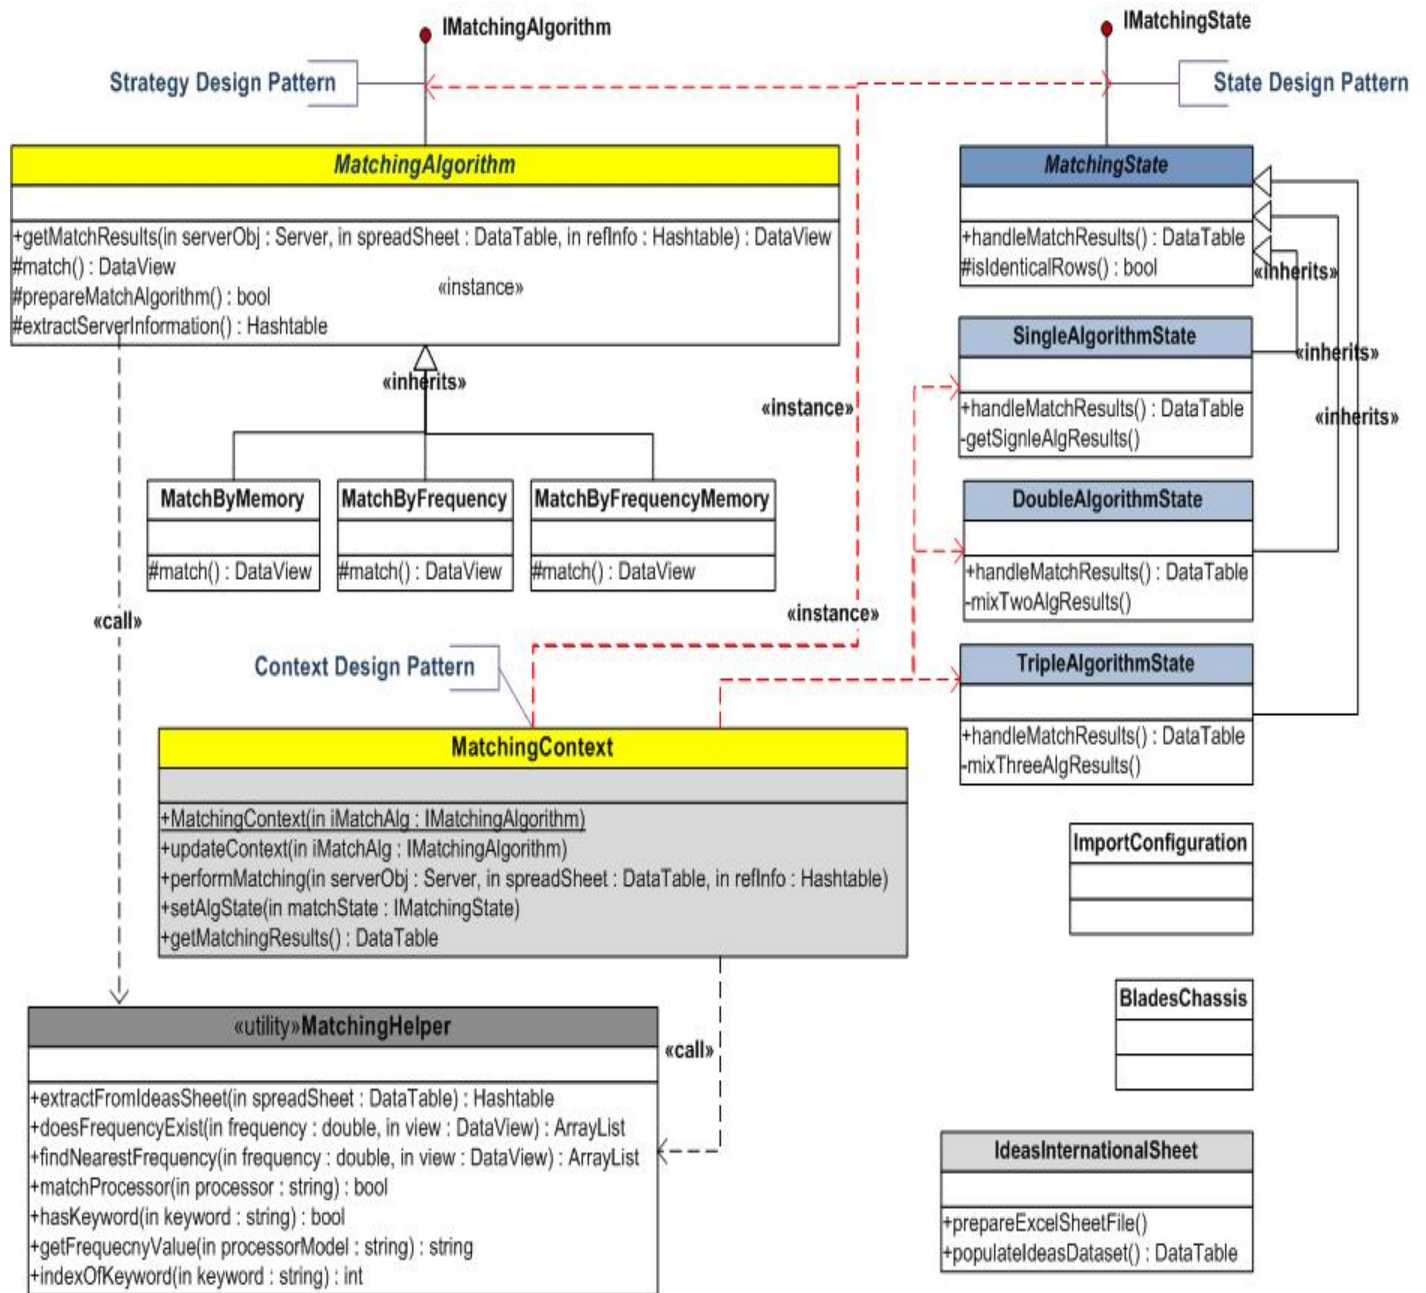 IMatchingAlgorithm
IMatchingState
Strategy Design Pattern
State Design Pattern
MatchingAlgorithm
+getMatchResults(in serverObj : Server, in spreadSheet : DataTable, in refInfo : Hashtable) : DataView
#match() : DataView
#prepareMatchAlgorithm() : bool
#extractServerInformation() : Hashtable
«instance»
MatchingState
+handleMatchResults() : DataTable
#isIdenticalRows() : bool
«inherits»
SingleAlgorithmState
+handleMatchResults() : DataTable
-getSignleAlgResults()
«inherits»
«inherits»
«inherits»
«instance»
MatchByMemory
#match() : DataView
MatchByFrequency
#match() : DataView
MatchByFrequencyMemory
#match() : DataView
DoubleAlgorithmState
+handleMatchResults() : DataTable
-mixTwoAlgResults()
«call»
«instance»
Context Design Pattern
TripleAlgorithmState
+handleMatchResults() : DataTable
-mixThreeAlgResults()
MatchingContext
+MatchingContext(in iMatchAlg : IMatchingAlgorithm)
+updateContext(in iMatchAlg : IMatchingAlgorithm)
+performMatching(in serverObj : Server, in spreadSheet : DataTable, in refInfo : Hashtable)
+setAlgState(in matchState : IMatchingState)
+getMatchingResults() : DataTable
ImportConfiguration
BladesChassis
«utility»MatchingHelper
+extractFromIdeasSheet(in spreadSheet : DataTable) : Hashtable
+doesFrequencyExist(in frequency : double, in view : DataView) : ArrayList
+findNearestFrequency(in frequency : double, in view : DataView) : ArrayList
+matchProcessor(in processor : string) : bool
+hasKeyword(in keyword : string) : bool
+getFrequecnyValue(in processorModel : string) : string
+indexOfKeyword(in keyword : string) : int
«call»
IdeasInternationalSheet
+prepareExcelSheetFile()
+populateIdeasDataset() : DataTable